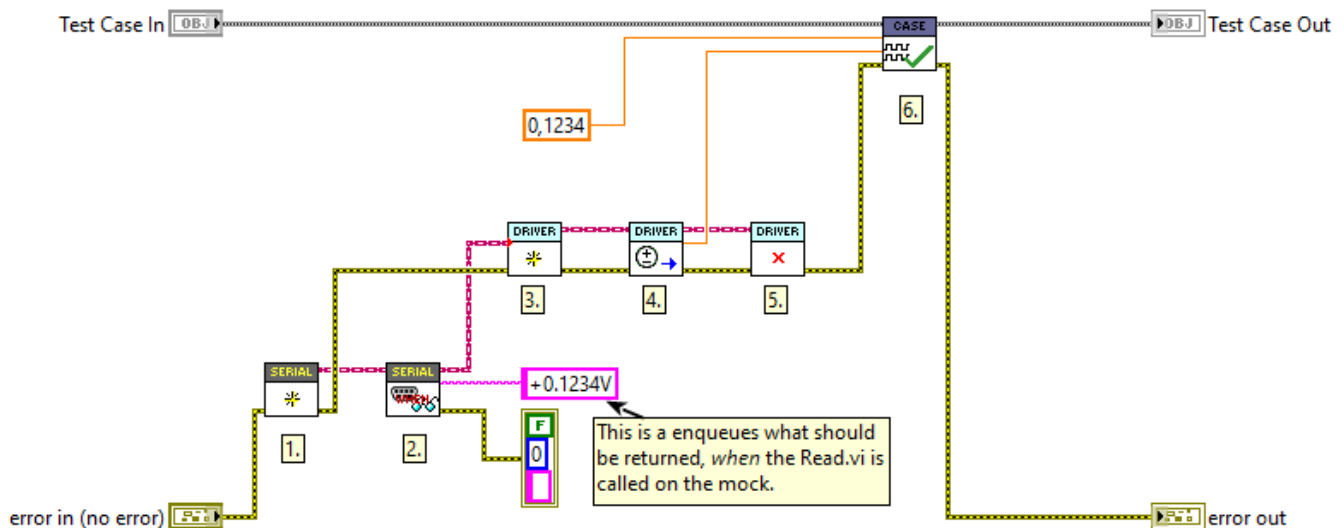 Test Case In
OBJ
CASE
OBJ
Test Case Out
6.
0,1234
DRIVER
DRIVER
DRIVER
3.
4.
5.
SERIAL
SERIAL
+0.1234V
1.
2.
F
0
This is a enqueues what should
be returned, when the Read.vi is
called on the mock.
error in (no error)
error out